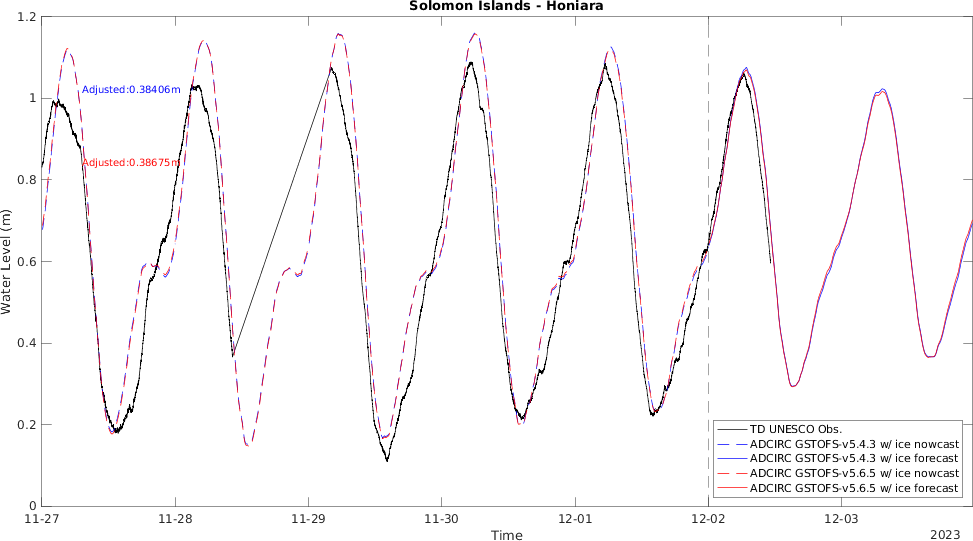 Solomon Islands - Honiara
1.2
1
0.8
0.6
0.4
0.2
0
Water Level (m)
Adjusted:0.38406m
Adjusted:0.38675m
TD UNESCO Obs.
ADCIRC GSTOFS-v5.4.3 w/ ice nowcast
ADCIRC GSTOFS-v5.4.3 w/ ice forecast
ADCIRC GSTOFS-v5.6.5 w/ ice nowcast
ADCIRC GSTOFS-v5.6.5 w/ ice forecast
11-27 11-28 11-29 11-30 12-01 12-02 12-03
Time
2023